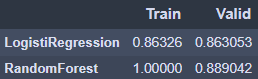 Train Valid
LogistiRegression 0.86326 0.863053
RandomForest 1.00000 0.889042